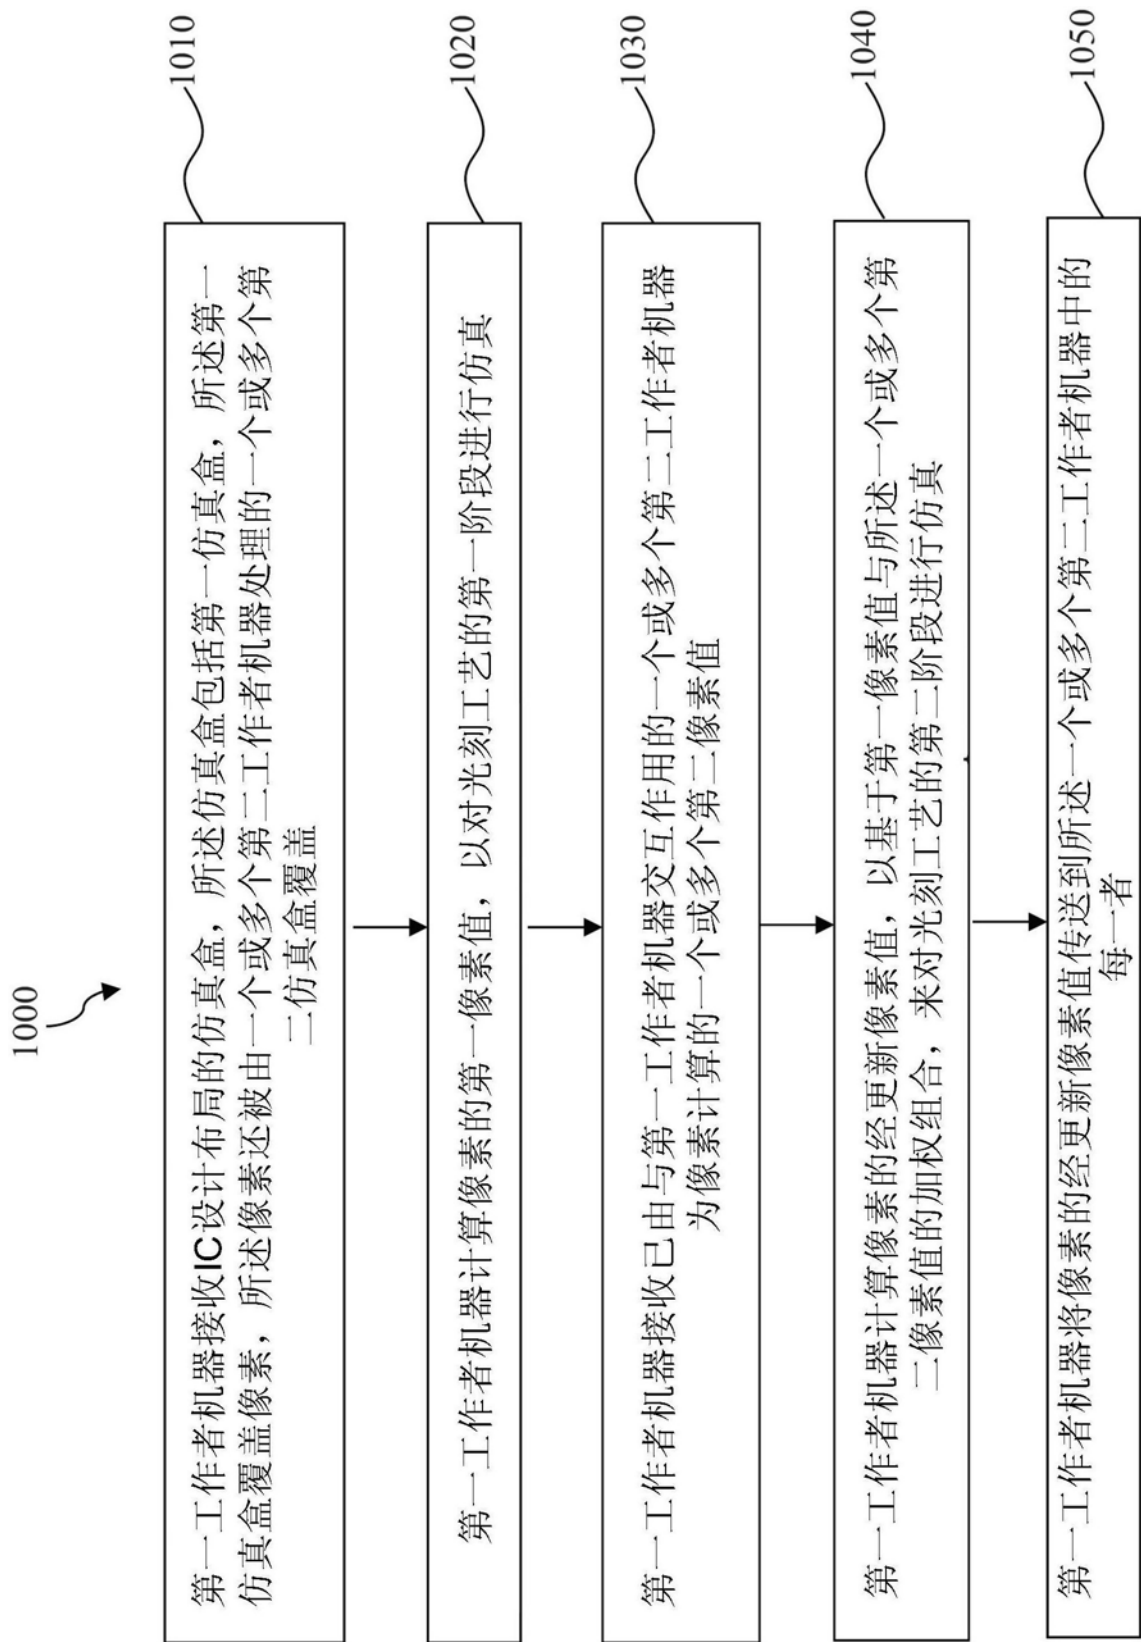 1000
1010
第一工作者机器接收IC设计布局的仿真盒，所述仿真盒包括第一仿真盒，所述第一
仿真盒覆盖像素，所述像素还被由一个或多个第二工作者机器处理的一个或多个第
二仿真盒覆盖
1020
第一工作者机器计算像素的第一像素值，以对光刻工艺的第一阶段进行仿真
1030
第一工作者机器接收已由与第一工作者机器交互作用的一个或多个第二工作者机器
为像素计算的一个或多个第二像素值
1040
第一工作者机器计算像素的经更新像素值，以基于第一像素值与所述一个或多个第
二像素值的加权组合，来对光刻工艺的第二阶段进行仿真
1050
第一工作者机器将像素的经更新像素值传送到所述一个或多个第二工作者机器中的
每一者